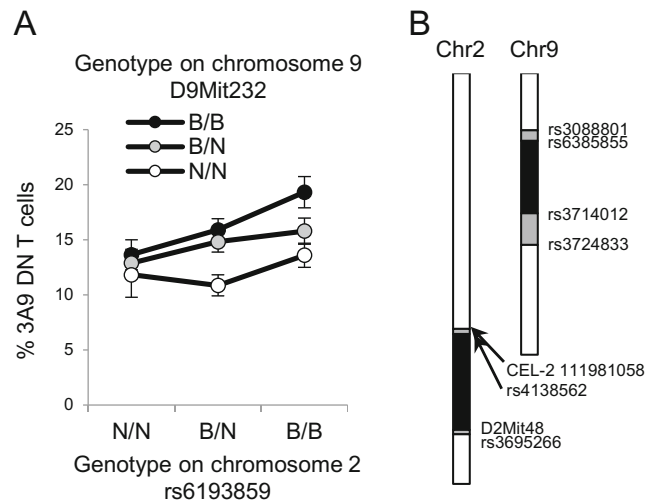 A
Genotype on chromosome 9
D9Mit232
B/B
B/N
N/N
25
20
15
10
5
0
% 3A9 DN T cells
N/N
B/N
B/B
Genotype on chromosome 2
rs6193859
B
Chr2
Chr9
rs3088801
rs6385855
rs3714012
rs3724833
CEL-2 111981058
rs4138562
D2Mit48
rs3695266